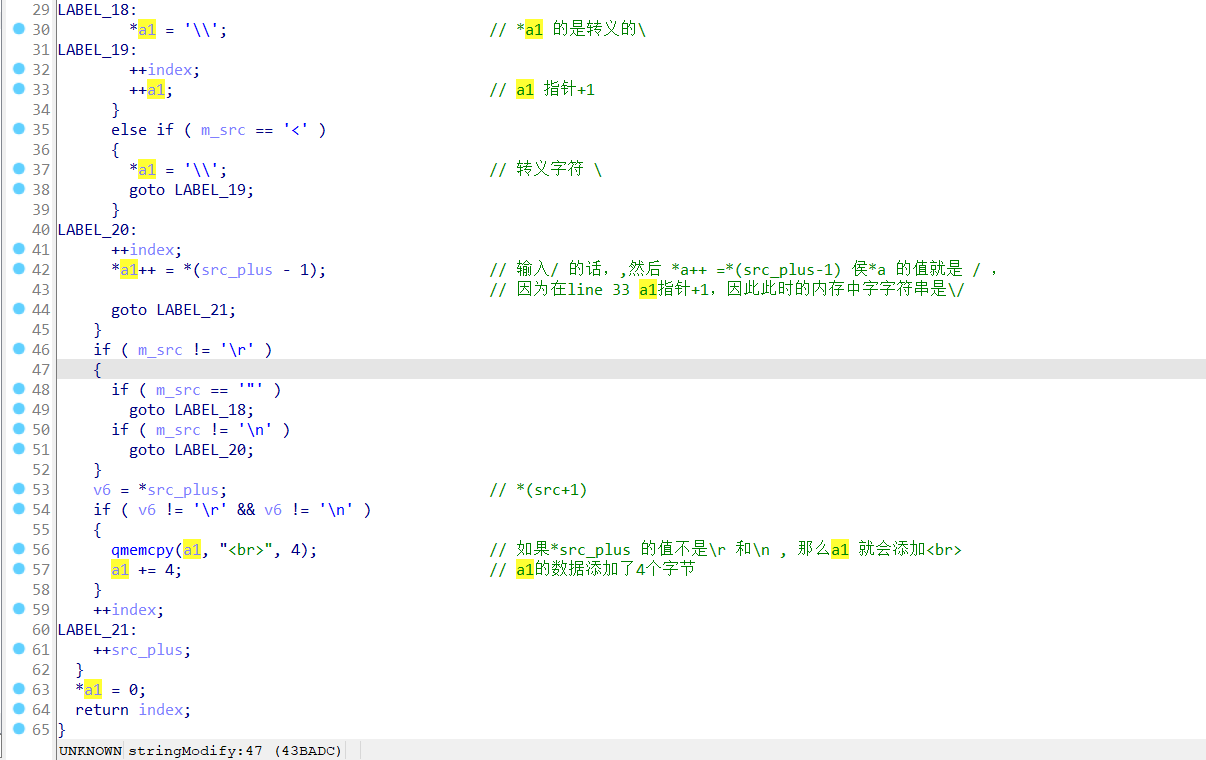 29 LABEL_18:
30 *a1 = '\\'; // *a1 的是转义的\
31 LABEL_19:
32 ++index;
33 ++a1; // a1 指针+1
34 }
35 else if ( m_src == '<' )
36 {
37 *a1 = '\\'; // 转义字符 \
38 goto LABEL_19;
39 }
40 LABEL_20:
41 ++index;
42 *a1++ = *(src_plus - 1); // 输入/ 的话，,然后 *a++ =*(src_plus-1) 侯*a 的值就是 / ，
43 // 因为在line 33 a1指针+1，因此此时的内存中字字符串是\/
44 goto LABEL_21;
45 }
46 if ( m_src != '\r' )
47 {
48 if ( m_src == '"' )
49 goto LABEL_18;
50 if ( m_src != '\n' )
51 goto LABEL_20;
52 }
53 v6 = *src_plus; // *(src+1)
54 if ( v6 != '\r' && v6 != '\n' )
55 {
56 qmemcpy(a1, "<br>", 4); // 如果*src_plus 的值不是\r 和\n , 那么a1 就会添加<br>
57 a1 += 4; // a1的数据添加了4个字节
58 }
59 ++index;
60 LABEL_21:
61 ++src_plus;
62 }
63 *a1 = 0;
64 return index;
65 }
UNKNOWN stringModify:47 (43BADC)